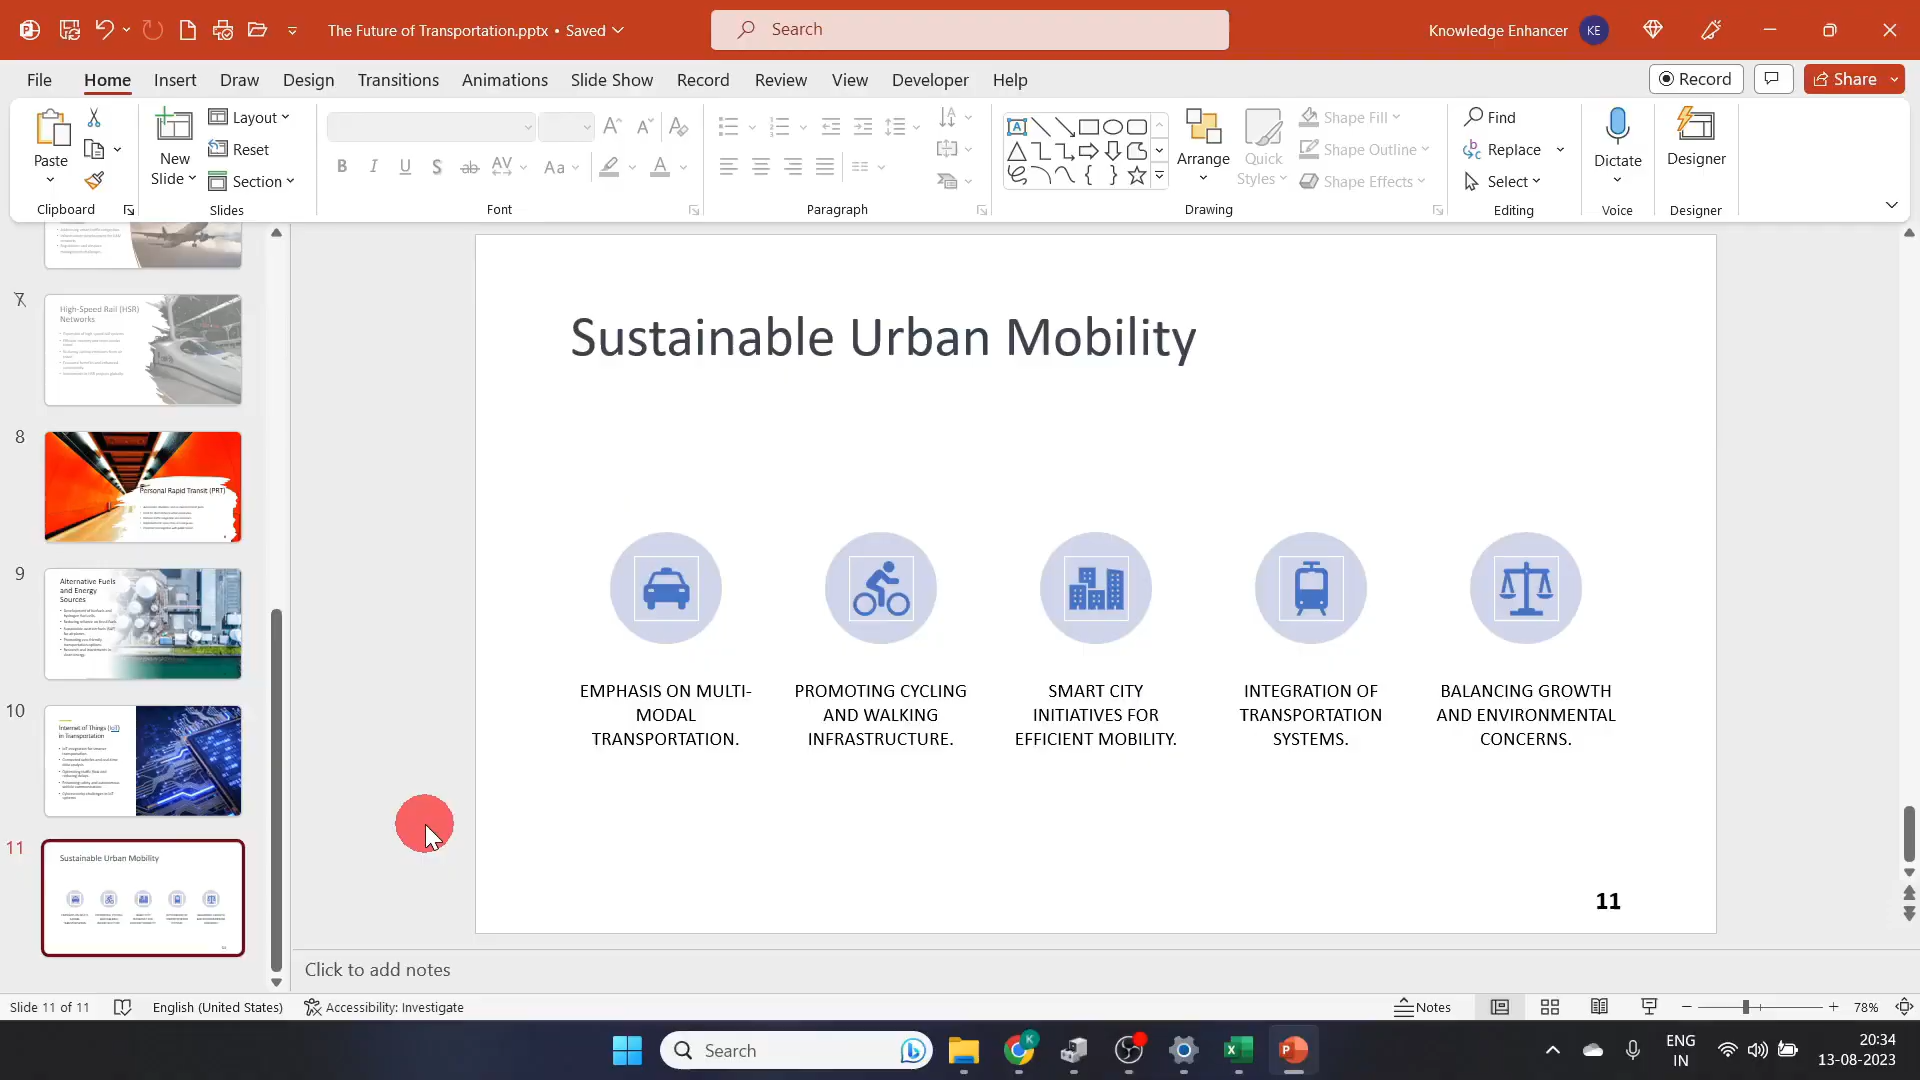 The Future of Transportation.pptx • Saved
Search
Knowledge Enhancer
KE
File
Home
Insert
Draw
Design
Transitions
Animations
Slide Show
Record
Review
View
Developer
Help
Record
Share
Paste
Clipboard
New
Slide
Layout
Reset
Section
Slides
B I U S ab AV Aa A
Font
Paragraph
Arrange
Quick
Styles
Shape Fill
Shape Outline
Shape Effects
Drawing
Find
Replace
Select
Editing
Dictate
Voice
Designer
Designer
7
High-Speed Rail (HSR)
Networks
8
Personal Rapid Transit (PRT)
9
Alternative Fuels
and Energy
Sources
10
Internet of Things (IoT)
in Transportation
11
Sustainable Urban Mobility
Sustainable Urban Mobility
EMPHASIS ON MULTI-
MODAL
TRANSPORTATION.
PROMOTING CYCLING
AND WALKING
INFRASTRUCTURE.
SMART CITY
INITIATIVES FOR
EFFICIENT MOBILITY.
INTEGRATION OF
TRANSPORTATION
SYSTEMS.
BALANCING GROWTH
AND ENVIRONMENTAL
CONCERNS.
11
Click to add notes
Slide 11 of 11
English (United States)
Accessibility: Investigate
Notes
78%
Search
ENG
IN
20:34
13-08-2023